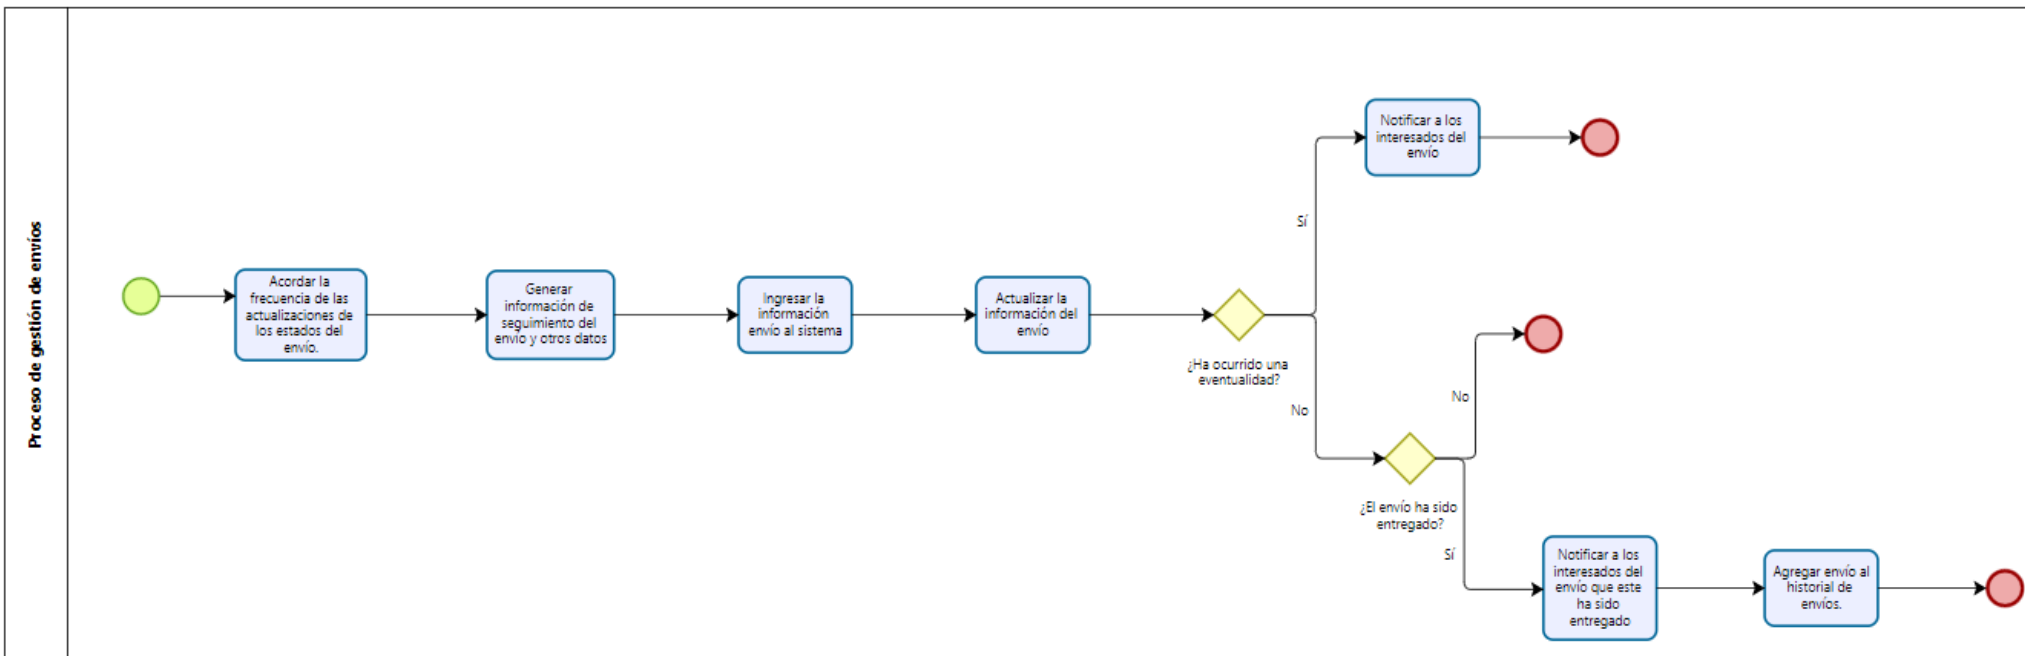 Proceso de gestión de envíos
Acordar la
frecuencia de las
actualizaciones de
los estados del
envío.
Generar
información de
seguimiento del
envío y otros datos
Ingresar la
información
envío al sistema
Actualizar la
información del
envío
¿Ha ocurrido una
eventualidad?
Sí
Notificar a los
interesados del
envío
No
¿El envío ha sido
entregado?
No
Sí
Notificar a los
interesados del
envío que este
ha sido
entregado
Agregar envío al
historial de
envíos.